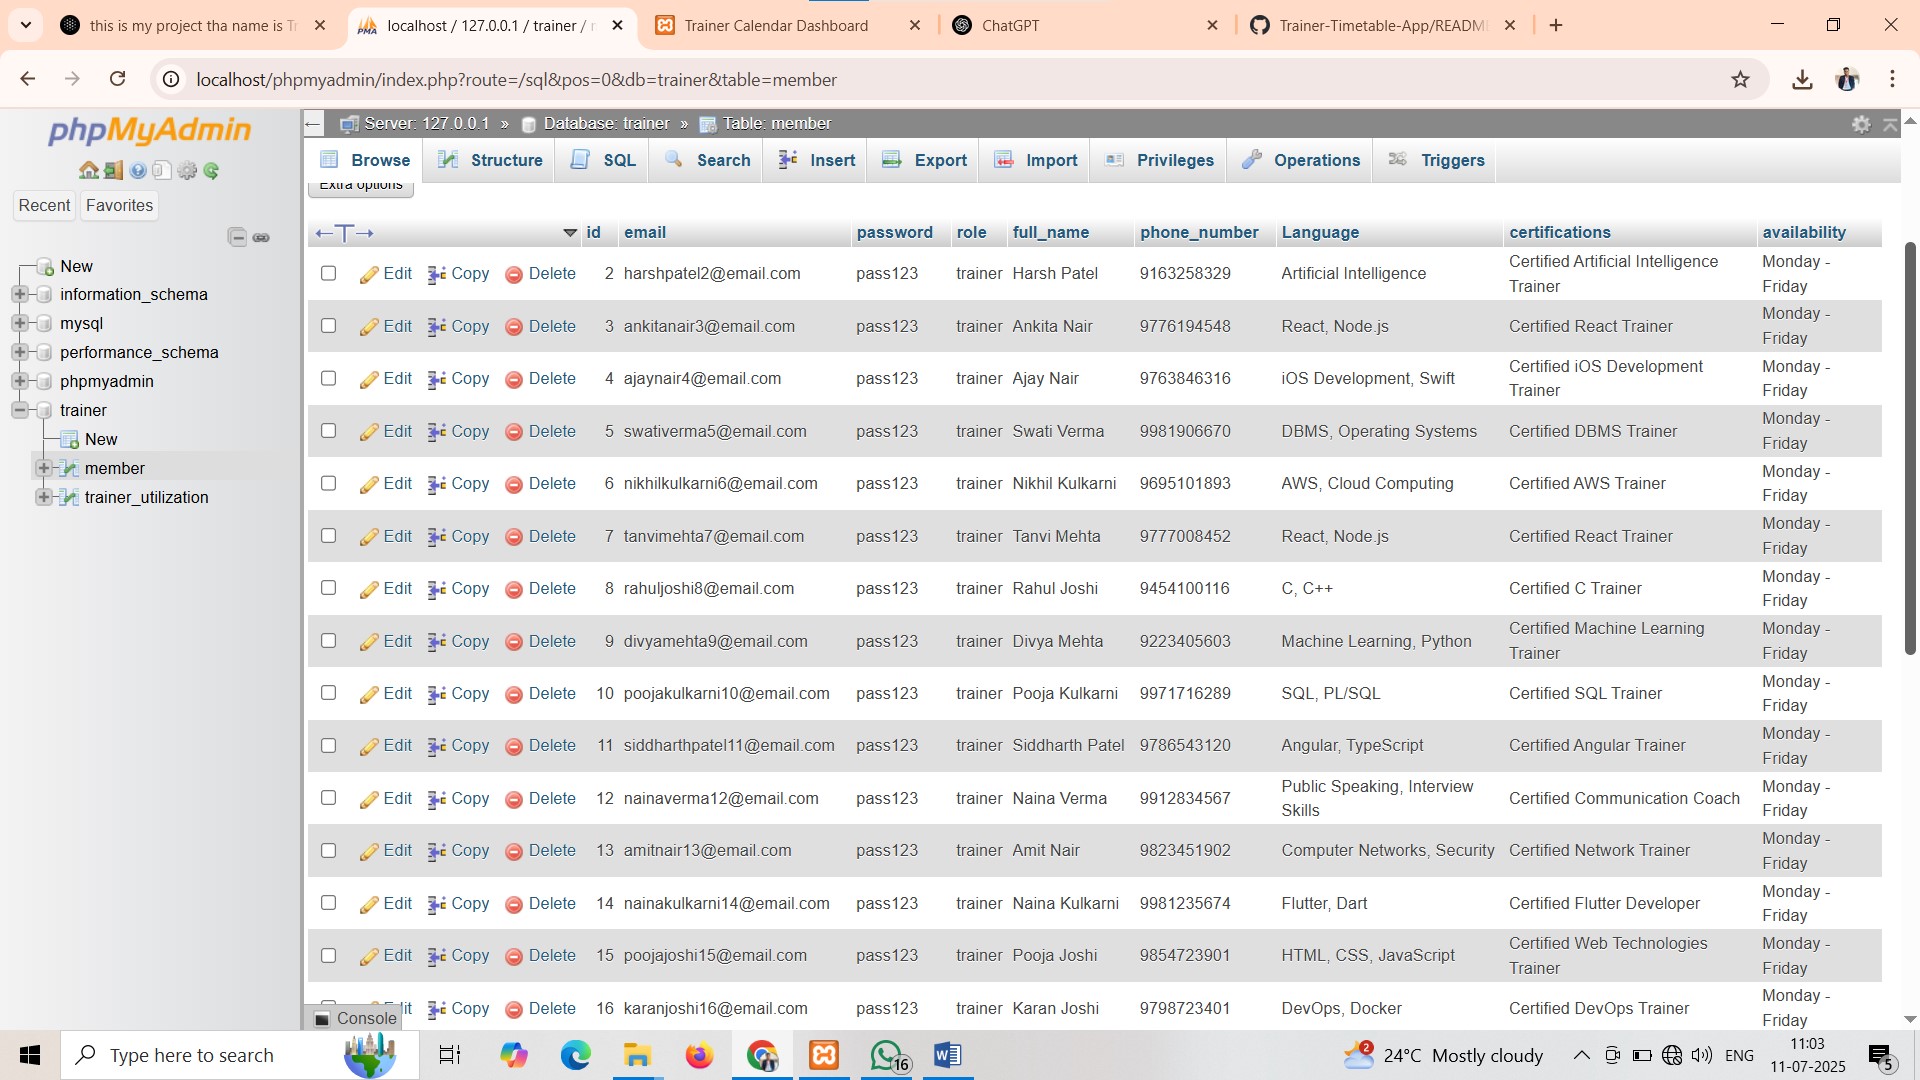 this is my project tha name is Tr
localhost / 127.0.0.1 / trainer /
Trainer Calendar Dashboard
ChatGPT
Trainer-Timetable-App/READM
localhost/phpmyadmin/index.php?route=/sql&pos=0&db=trainer&table=member
phpMyAdmin
Recent Favorites
New
information_schema
mysql
performance_schema
phpmyadmin
trainer
New
member
trainer_utilization
Server: 127.0.0.1 » Database: trainer » Table: member
Browse Structure SQL Search Insert Export Import Privileges Operations Triggers
Extra options
id email password role full_name phone_number Language certifications availability
Edit Copy Delete 2 harshpatel2@email.com pass123 trainer Harsh Patel 9163258329 Artificial Intelligence Certified Artificial Intelligence Trainer Monday - Friday
Edit Copy Delete 3 ankitanair3@email.com pass123 trainer Ankita Nair 9776194548 React, Node.js Certified React Trainer Monday - Friday
Edit Copy Delete 4 ajaynair4@email.com pass123 trainer Ajay Nair 9763846316 iOS Development, Swift Certified iOS Development Trainer Monday - Friday
Edit Copy Delete 5 swativerma5@email.com pass123 trainer Swati Verma 9981906670 DBMS, Operating Systems Certified DBMS Trainer Monday - Friday
Edit Copy Delete 6 nikhilkulkarni6@email.com pass123 trainer Nikhil Kulkarni 9695101893 AWS, Cloud Computing Certified AWS Trainer Monday - Friday
Edit Copy Delete 7 tanvimehta7@email.com pass123 trainer Tanvi Mehta 9777008452 React, Node.js Certified React Trainer Monday - Friday
Edit Copy Delete 8 rahuljoshi8@email.com pass123 trainer Rahul Joshi 9454100116 C, C++ Certified C Trainer Monday - Friday
Edit Copy Delete 9 divyamehta9@email.com pass123 trainer Divya Mehta 9223405603 Machine Learning, Python Certified Machine Learning Trainer Monday - Friday
Edit Copy Delete 10 poojakulkarni10@email.com pass123 trainer Pooja Kulkarni 9971716289 SQL, PL/SQL Certified SQL Trainer Monday - Friday
Edit Copy Delete 11 siddharthpatel11@email.com pass123 trainer Siddharth Patel 9786543120 Angular, TypeScript Certified Angular Trainer Monday - Friday
Edit Copy Delete 12 nainaverma12@email.com pass123 trainer Naina Verma 9912834567 Public Speaking, Interview Skills Certified Communication Coach Monday - Friday
Edit Copy Delete 13 amitnair13@email.com pass123 trainer Amit Nair 9823451902 Computer Networks, Security Certified Network Trainer Monday - Friday
Edit Copy Delete 14 nainakulkarni14@email.com pass123 trainer Naina Kulkarni 9981235674 Flutter, Dart Certified Flutter Developer Monday - Friday
Edit Copy Delete 15 poojajoshi15@email.com pass123 trainer Pooja Joshi 9854723901 HTML, CSS, JavaScript Certified Web Technologies Trainer Monday - Friday
Edit Copy Delete 16 karanjoshi16@email.com pass123 trainer Karan Joshi 9798723401 DevOps, Docker Certified DevOps Trainer Monday - Friday
Console
Type here to search
16
2
24°C Mostly cloudy
ENG
11:03
11-07-2025
5